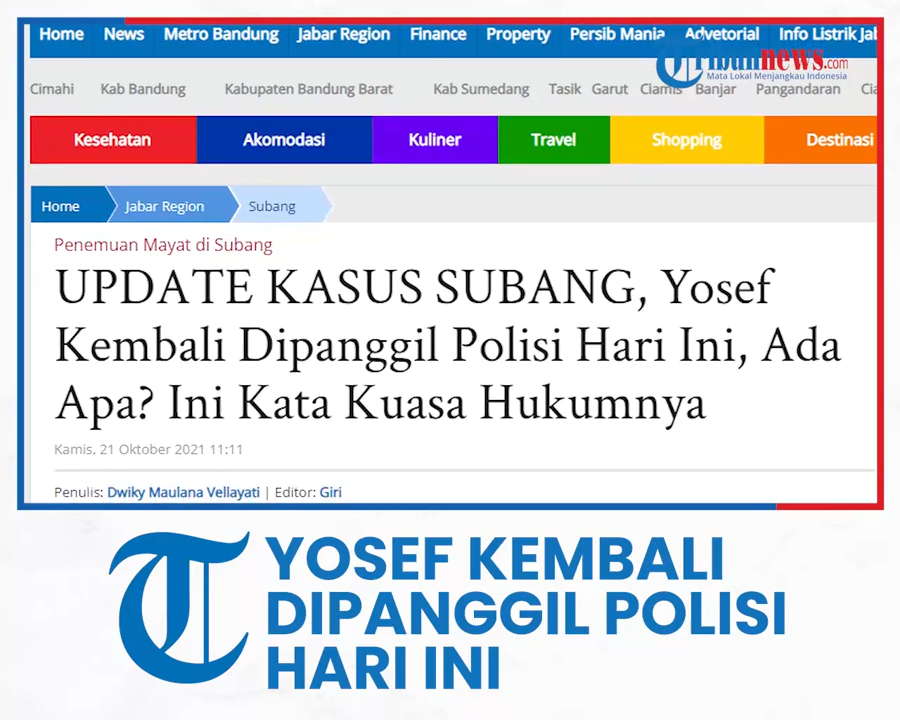 Home News Metro Bandung Jabar Region Finance Property Persib Mania Advetorial Info Listrik Jab
Tribunnews.com
Mata Lokal Menjangkau Indonesia
Cimahi Kab Bandung Kabupaten Bandung Barat Kab Sumedang Tasik Garut Ciamis Banjar Pangandaran Cia
Kesehatan Akomodasi Kuliner Travel Shopping Destinasi
Home Jabar Region Subang
Penemuan Mayat di Subang
UPDATE KASUS SUBANG, Yosef
Kembali Dipanggil Polisi Hari Ini, Ada
Apa? Ini Kata Kuasa Hukumnya
Kamis, 21 Oktober 2021 11:11
Penulis: Dwiky Maulana Vellayati | Editor: Giri
T
YOSEF KEMBALI
DIPANGGIL POLISI
HARI INI